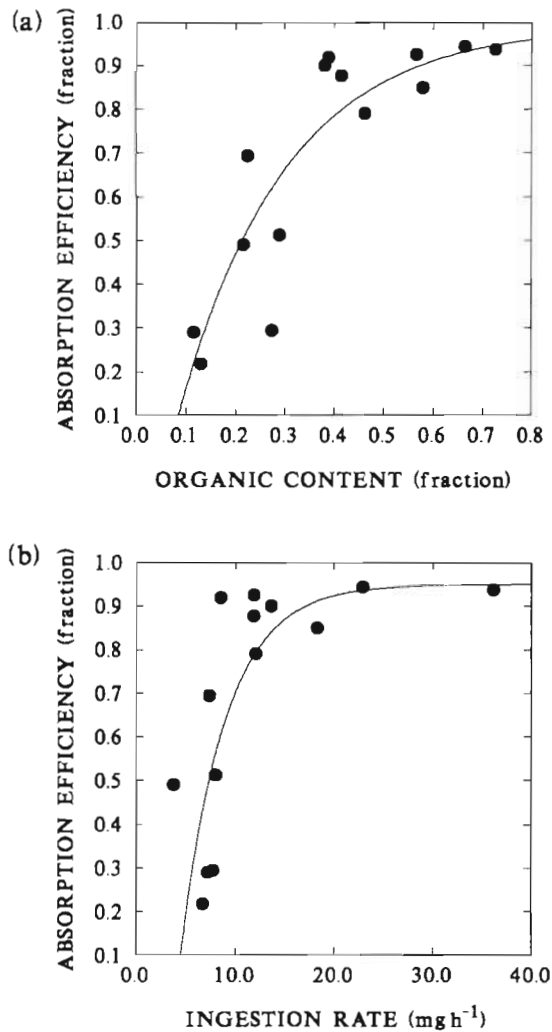 (a)
ABSORPTION EFFICIENCY (fraction)
1.0
0.9
0.8
0.7
0.6
0.5
0.4
0.3
0.2
0.1
0.0 0.1 0.2 0.3 0.4 0.5 0.6 0.7 0.8
ORGANIC CONTENT (fraction)
(b)
ABSORPTION EFFICIENCY (fraction)
1.0
0.9
0.8
0.7
0.6
0.5
0.4
0.3
0.2
0.1
0.0 10.0 20.0 30.0 40.0
INGESTION RATE (mg h⁻¹)